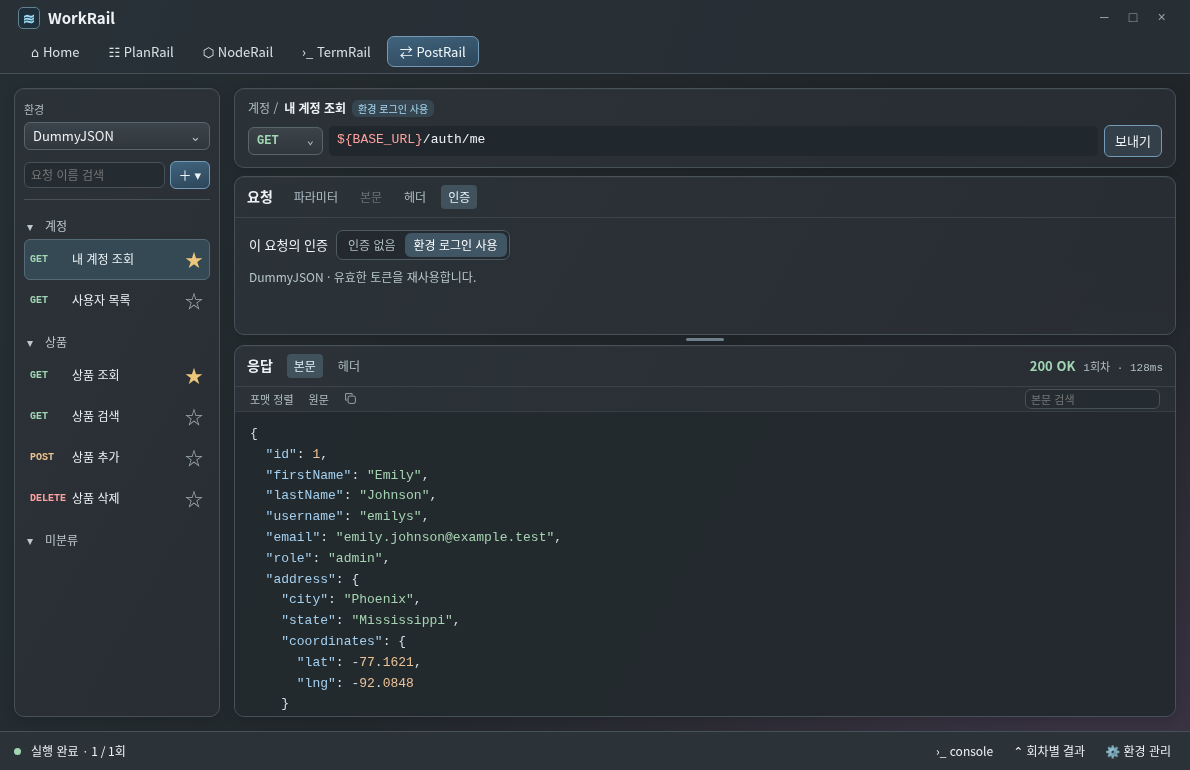 WorkRail
Home PlanRail NodeRail ›_ TermRail PostRail
환경
DummyJSON
요청 이름 검색
+ ▾
계정
GET 내 계정 조회
GET 사용자 목록
상품
GET 상품 조회
GET 상품 검색
POST 상품 추가
DELETE 상품 삭제
미분류
계정 / 내 계정 조회 환경 로그인 사용
GET ${BASE_URL}/auth/me 보내기
요청 파라미터 본문 헤더 인증
이 요청의 인증 인증 없음 환경 로그인 사용
DummyJSON · 유효한 토큰을 재사용합니다.
응답 본문 헤더 200 OK 1회차 · 128ms
포맷 정렬 원문 본문 검색
{
"id": 1,
"firstName": "Emily",
"lastName": "Johnson",
"username": "emilys",
"email": "emily.johnson@example.test",
"role": "admin",
"address": {
"city": "Phoenix",
"state": "Mississippi",
"coordinates": {
"lat": -77.1621,
"lng": -92.0848
}
실행 완료 · 1 / 1회 ›_ console 회차별 결과 환경 관리